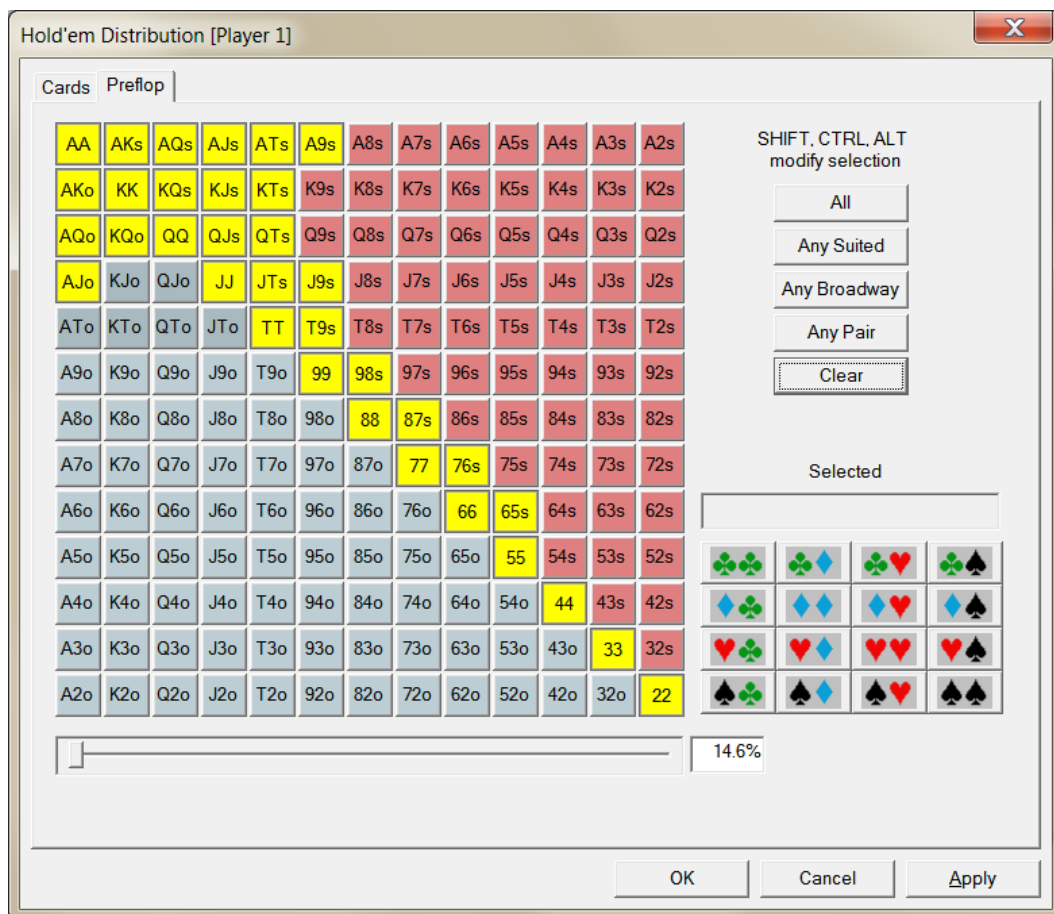 Hold'em Distribution [Player 1]
X
Cards Preflop
AA AKs AQs AJs ATs A9s A8s A7s A6s A5s A4s A3s A2s
SHIFT, CTRL, ALT
modify selection
AKo KK KQs KJs KTs K9s K8s K7s K6s K5s K4s K3s K2s
All
AQo KQo QQ QJs QTs Q9s Q8s Q7s Q6s Q5s Q4s Q3s Q2s
Any Suited
AJo KJo QJo JJ JTs J9s J8s J7s J6s J5s J4s J3s J2s
Any Broadway
ATo KTo QTo JTo TT T9s T8s T7s T6s T5s T4s T3s T2s
Any Pair
A9o K9o Q9o J9o T9o 99 98s 97s 96s 95s 94s 93s 92s
Clear
A8o K8o Q8o J8o T8o 98o 88 87s 86s 85s 84s 83s 82s
A7o K7o Q7o J7o T7o 97o 87o 77 76s 75s 74s 73s 72s
Selected
A6o K6o Q6o J6o T6o 96o 86o 76o 66 65s 64s 63s 62s
A5o K5o Q5o J5o T5o 95o 85o 75o 65o 55 54s 53s 52s
A4o K4o Q4o J4o T4o 94o 84o 74o 64o 54o 44 43s 42s
A3o K3o Q3o J3o T3o 93o 83o 73o 63o 53o 43o 33 32s
A2o K2o Q2o J2o T2o 92o 82o 72o 62o 52o 42o 32o 22
14.6%
OK Cancel Apply